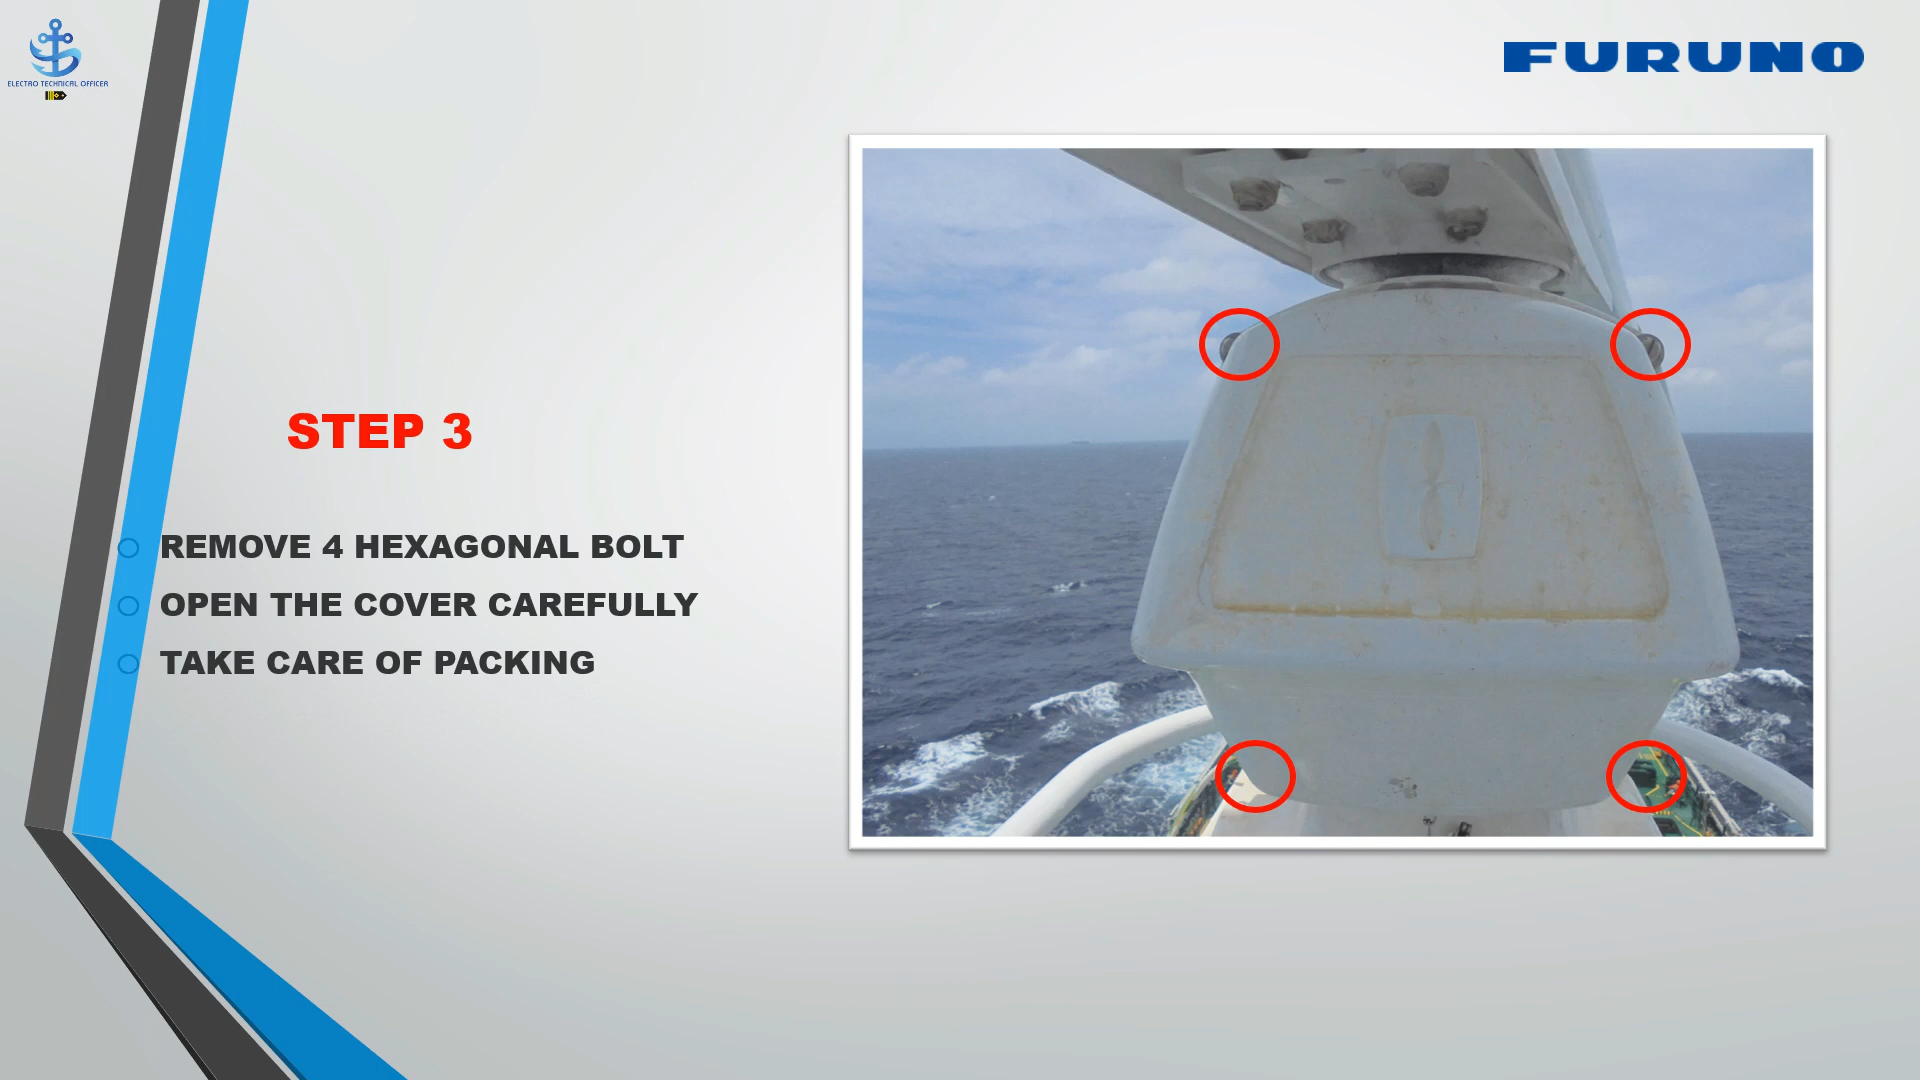 ELECTRO TECHNICAL OFFICER
FURUNO
STEP 3
REMOVE 4 HEXAGONAL BOLT
OPEN THE COVER CAREFULLY
TAKE CARE OF PACKING